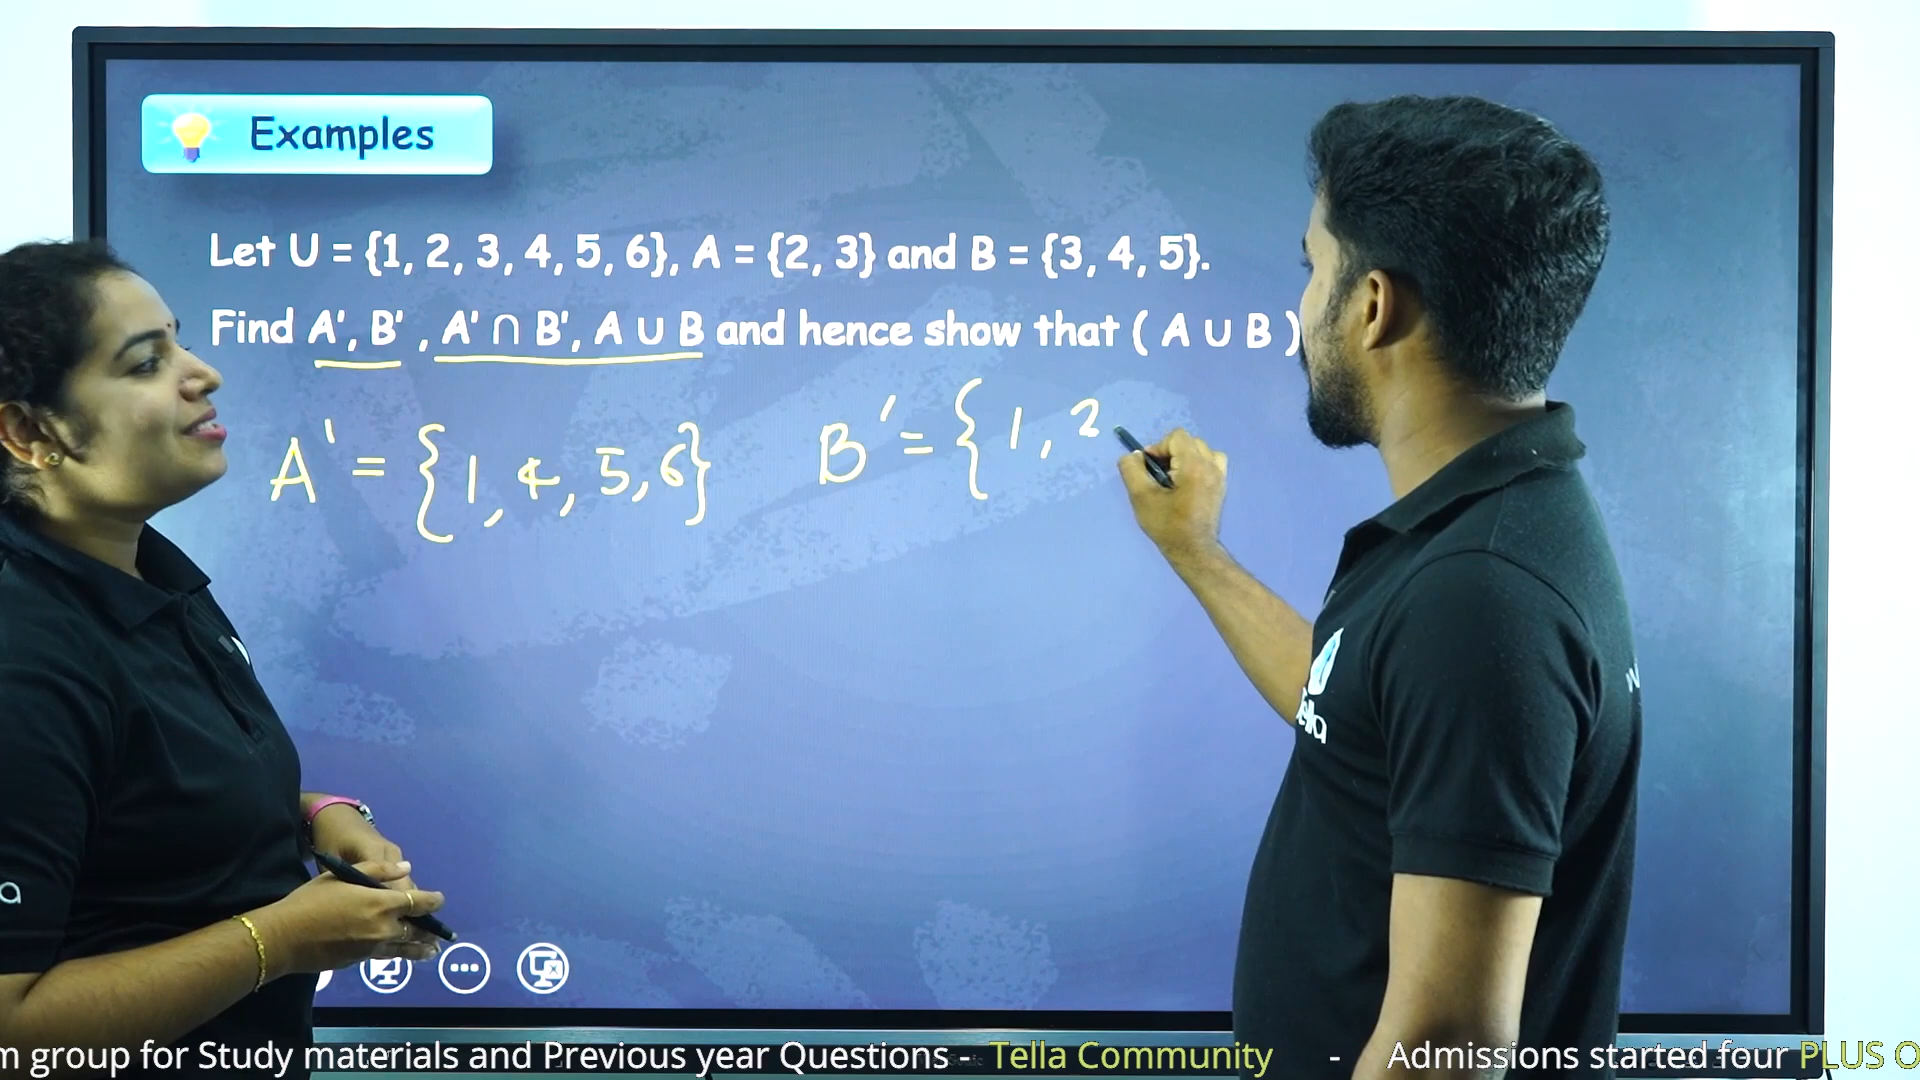 Examples
Let U = {1, 2, 3, 4, 5, 6}, A = {2, 3} and B = {3, 4, 5}.
Find A', B' , A' ∩ B', A ∪ B and hence show that ( A ∪ B )
A' = {1, 4, 5, 6} B' = {1, 2
Tella
m group for Study materials and Previous year Questions - Tella Community - Admissions started four PLUS O